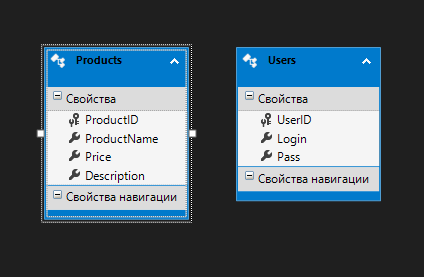 Products
Свойства
ProductID
ProductName
Price
Description
Свойства навигации
Users
Свойства
UserID
Login
Pass
Свойства навигации